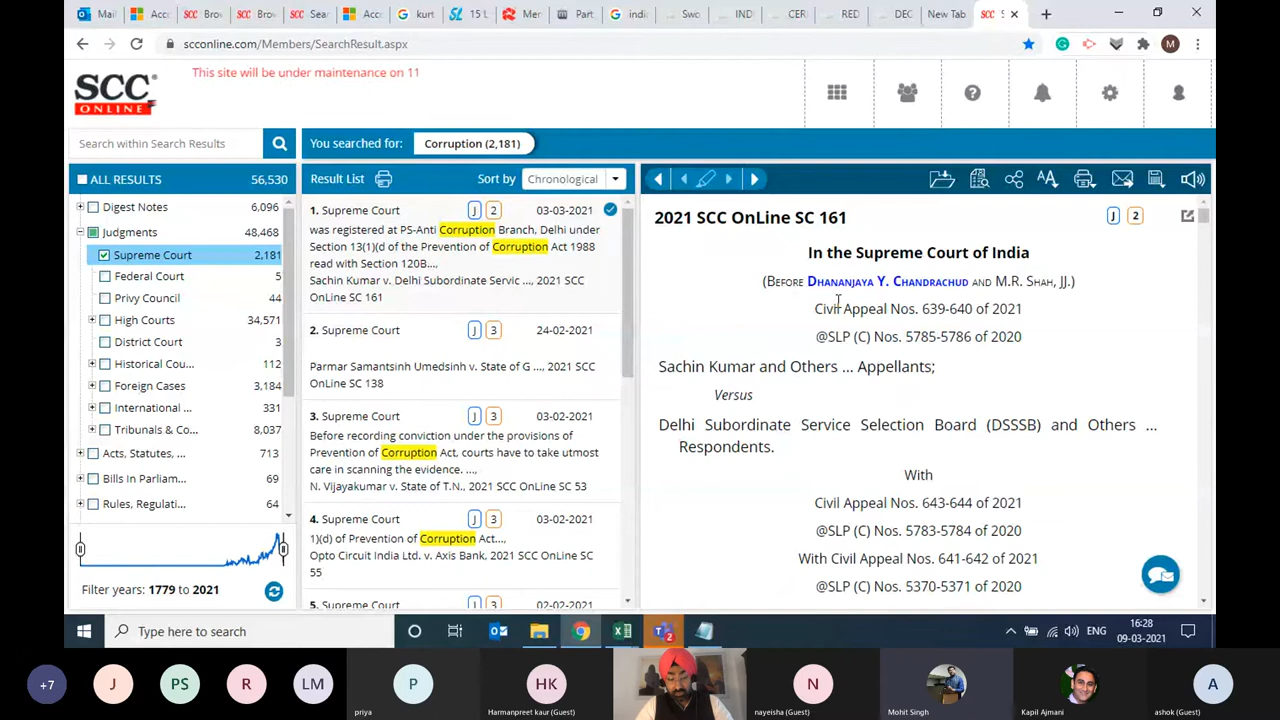 Mail
Acc
SCC Bro
SCC Brow
SCC Sear
Acc
kurt
15 L
Mer
Part
indi
Swo
IND
CER
RED
DEC
New Tab
SCC S
scconline.com/Members/SearchResult.aspx
M
SCC
ONLINE
This site will be under maintenance on 11
Search within Search Results
You searched for:
Corruption (2,181)
ALL RESULTS 56,530
Digest Notes 6,096
Judgments 48,468
Supreme Court 2,181
Federal Court 5
Privy Council 44
High Courts 34,571
District Court 3
Historical Cou... 112
Foreign Cases 3,184
International ... 331
Tribunals & Co... 8,037
Acts, Statutes, ... 713
Bills In Parliam... 69
Rules, Regulati... 64
Filter years: 1779 to 2021
Result List
Sort by Chronological
1. Supreme Court J 2 03-03-2021
was registered at PS-Anti Corruption Branch, Delhi under
Section 13(1)(d of the Prevention of Corruption Act 1988
read with Section 120B...,
Sachin Kumar v. Delhi Subordinate Servic ..., 2021 SCC
OnLine SC 161
2. Supreme Court J 3 24-02-2021
Parmar Samantsinh Umedsinh v. State of G ..., 2021 SCC
OnLine SC 138
3. Supreme Court J 3 03-02-2021
Before recording conviction under the provisions of
Prevention of Corruption Act, courts have to take utmost
care in scanning the evidence. ...,
N. Vijayakumar v. State of T.N., 2021 SCC OnLine SC 53
4. Supreme Court J 3 03-02-2021
1)(d) of Prevention of Corruption Act...,
Opto Circuit India Ltd. v. Axis Bank, 2021 SCC OnLine SC
55
5. Supreme Court J 3 02-02-2021
2021 SCC OnLine SC 161
J 2
In the Supreme Court of India
(Before Dhananjaya Y. Chandrachud and M.R. Shah, JJ.)
Civil Appeal Nos. 639-640 of 2021
@SLP (C) Nos. 5785-5786 of 2020
Sachin Kumar and Others ... Appellants;
Versus
Delhi Subordinate Service Selection Board (DSSSB) and Others ...
Respondents.
With
Civil Appeal Nos. 643-644 of 2021
@SLP (C) Nos. 5783-5784 of 2020
With Civil Appeal Nos. 641-642 of 2021
@SLP (C) Nos. 5370-5371 of 2020
Type here to search
2
ENG
16:28
09-03-2021
+7
J
PS
R
LM
P
priya
HK
Harmanpreet kaur (Guest)
N
nayeisha (Guest)
Mohit Singh
Kapil Ajmani
A
ashok (Guest)